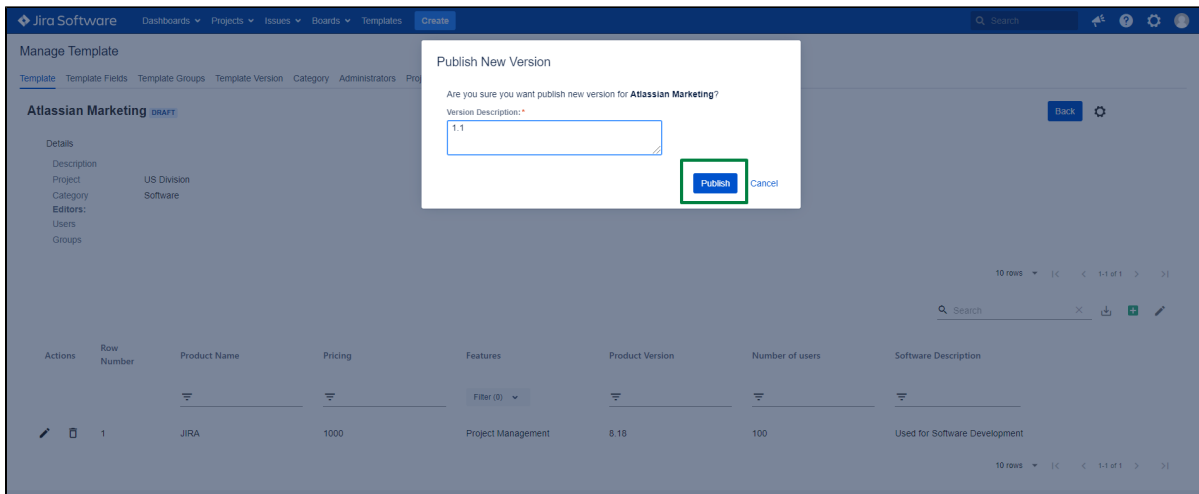 Jira Software Dashboards Projects Issues Boards Templates Create Search
Manage Template
Template Template Fields Template Groups Template Version Category Administrators
Publish New Version
Are you sure you want publish new version for Atlassian Marketing?
Version Description: *
1.1
Publish Cancel
Atlassian Marketing DRAFT
Back
Details
Description
Project US Division
Category Software
Editors:
Users
Groups
10 rows 1-1 of 1
Search
Actions Row Number Product Name Pricing Features Product Version Number of users Software Description
Filter (0)
1 JIRA 1000 Project Management 8.18 100 Used for Software Development
10 rows 1-1 of 1